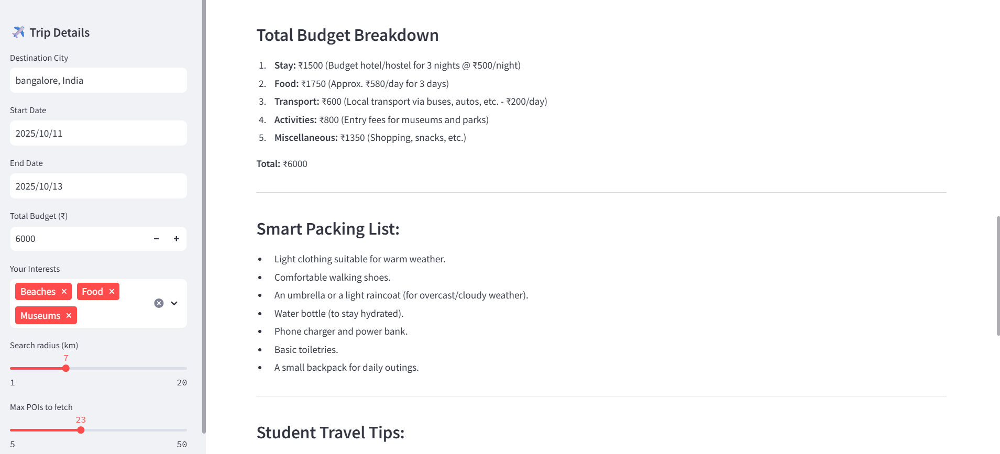 ✈️ Trip Details
Destination City
bangalore, India
Start Date
2025/10/11
End Date
2025/10/13
Total Budget (₹)
6000
Your Interests
Beaches
Food
Museums
Search radius (km)
7
1
20
Max POIs to fetch
23
5
50
Total Budget Breakdown
1. Stay: ₹1500 (Budget hotel/hostel for 3 nights @ ₹500/night)
2. Food: ₹1750 (Approx. ₹580/day for 3 days)
3. Transport: ₹600 (Local transport via buses, autos, etc. - ₹200/day)
4. Activities: ₹800 (Entry fees for museums and parks)
5. Miscellaneous: ₹1350 (Shopping, snacks, etc.)
Total: ₹6000
Smart Packing List:
• Light clothing suitable for warm weather.
• Comfortable walking shoes.
• An umbrella or a light raincoat (for overcast/cloudy weather).
• Water bottle (to stay hydrated).
• Phone charger and power bank.
• Basic toiletries.
• A small backpack for daily outings.
Student Travel Tips: